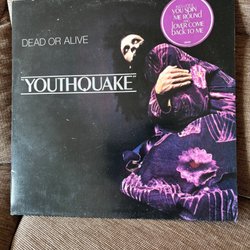 DEAD OR ALIVE
YOUTHQUAKE
YOU SPIN
ME ROUND
LOVER COME
BACK TO ME